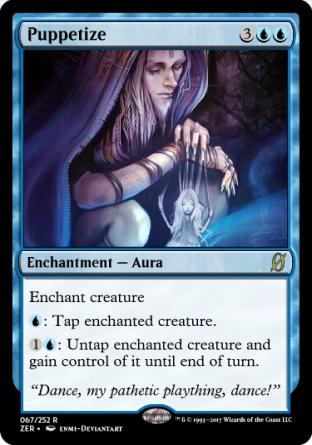 Puppetize 3
Enchantment — Aura
Enchant creature
: Tap enchanted creature.
1: Untap enchanted creature and
gain control of it until end of turn.
“Dance, my pathetic plaything, dance!”
067/252 R
ZER • ENMI-DEVIANTART
™ & © 1993–2017 Wizards of the Coast LLC